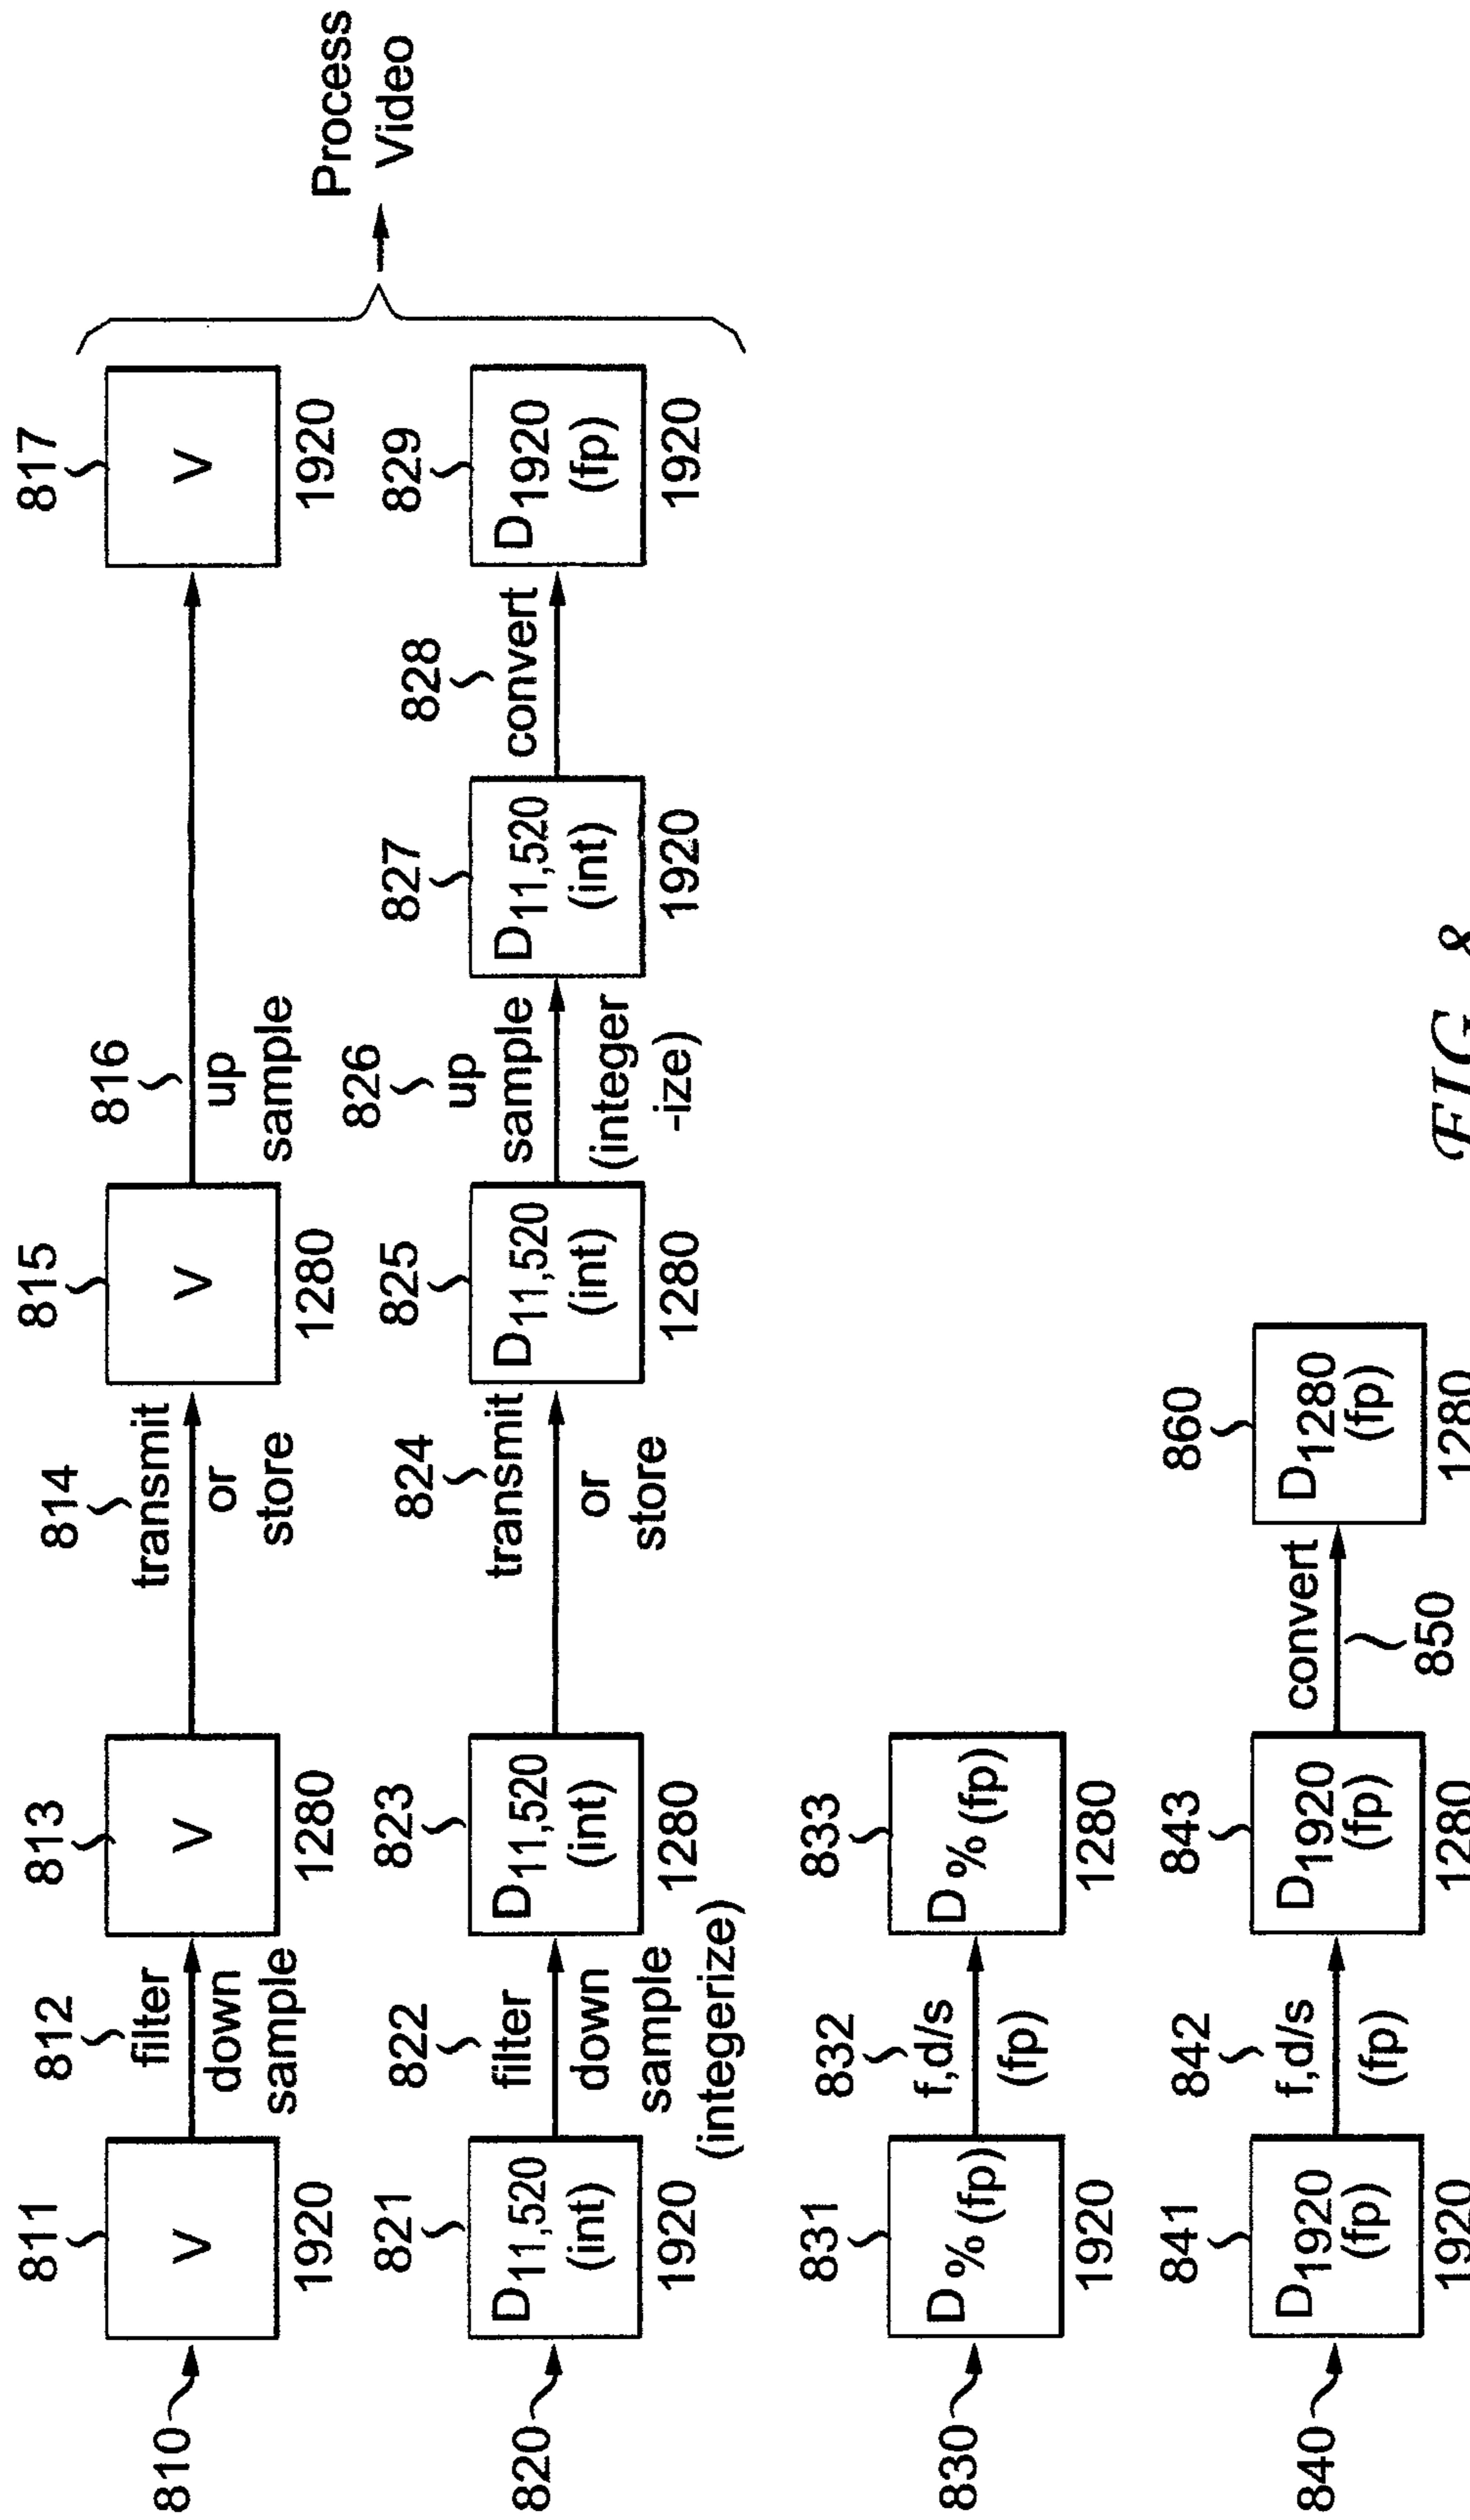 810
811
V
1920
812
filter
down
sample
813
V
1280
814
transmit
or
store
815
V
1280
816
up
sample
817
V
1920
Process
Video
820
821
D11,520
(int)
1920
822
filter
down
sample
(integerize)
823
D11,520
(int)
1280
824
transmit
or
store
825
D11,520
(int)
1280
826
up
sample
(integer
-ize)
827
D11,520
(int)
1920
828
convert
829
D1920
(fp)
1920
830
831
D% (fp)
1920
832
f,d/s
(fp)
833
D% (fp)
1280
840
841
D1920
(fp)
1920
842
f,d/s
(fp)
843
D1920
(fp)
1280
convert
850
860
D1280
(fp)
1280
FIG. 8